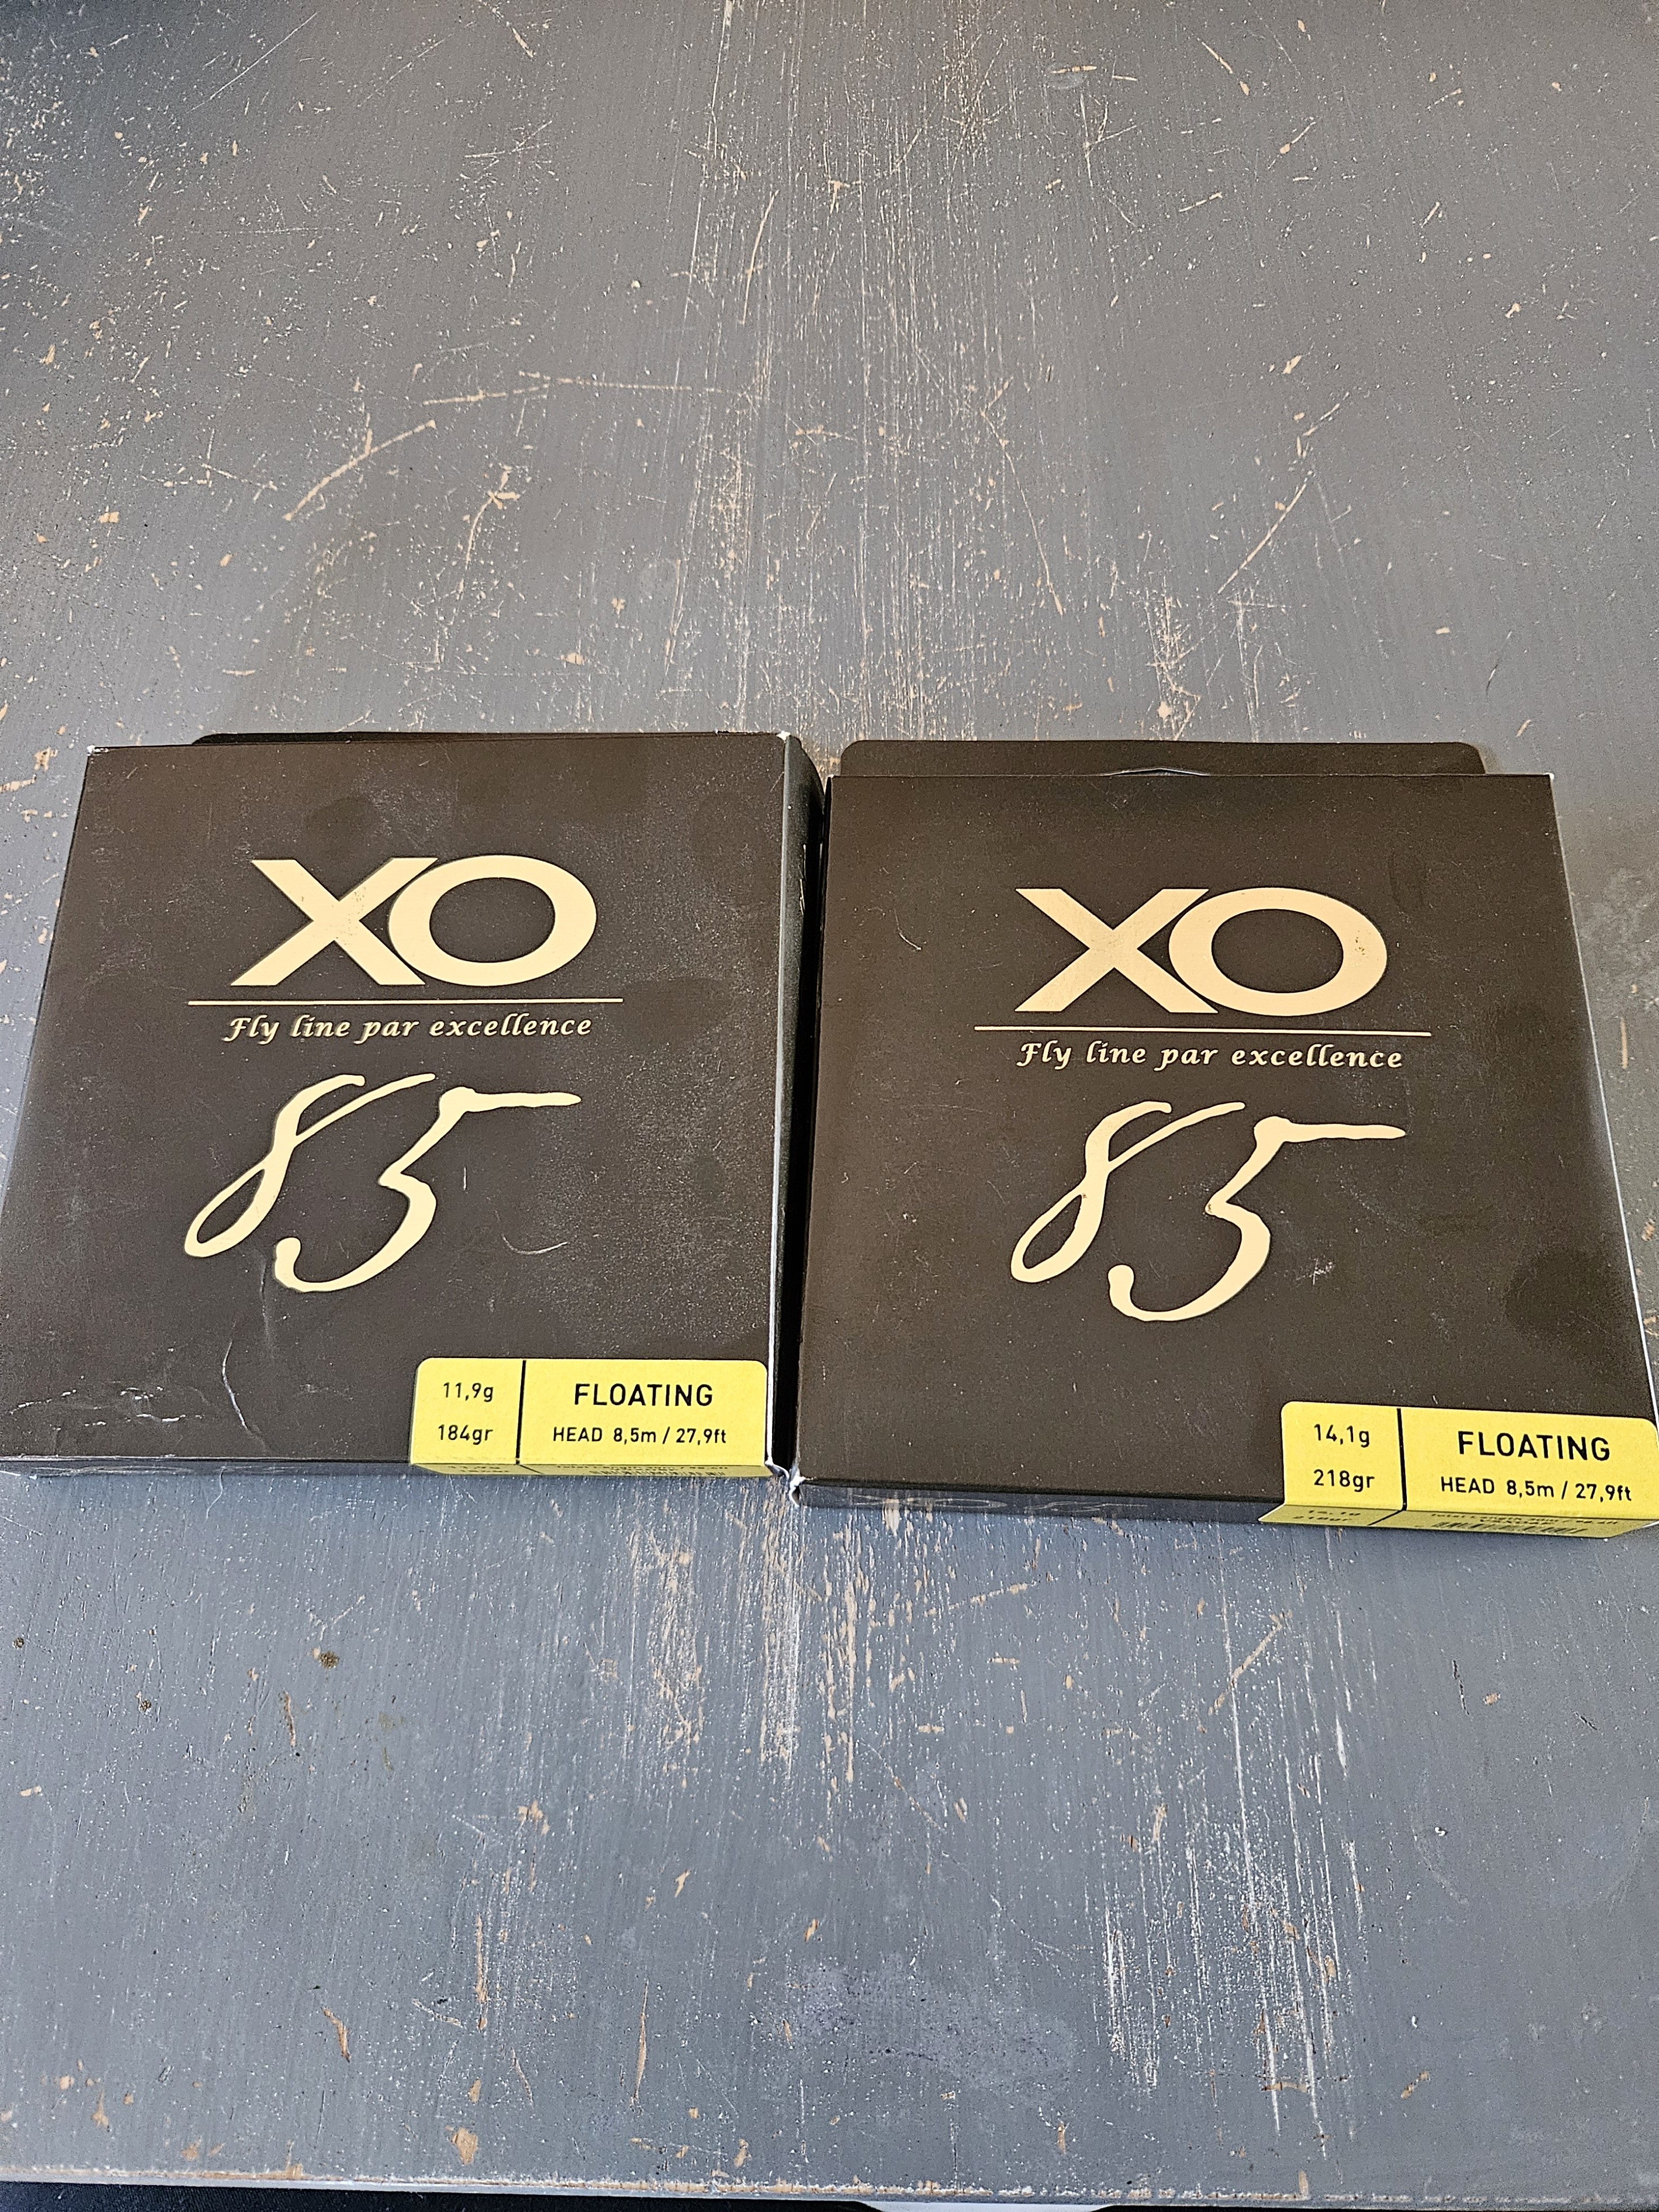 XO
Fly line par excellence
85
11,9g
184gr
FLOATING
HEAD 8,5m / 27,9ft
XO
Fly line par excellence
85
14,1g
218gr
FLOATING
HEAD 8,5m / 27,9ft